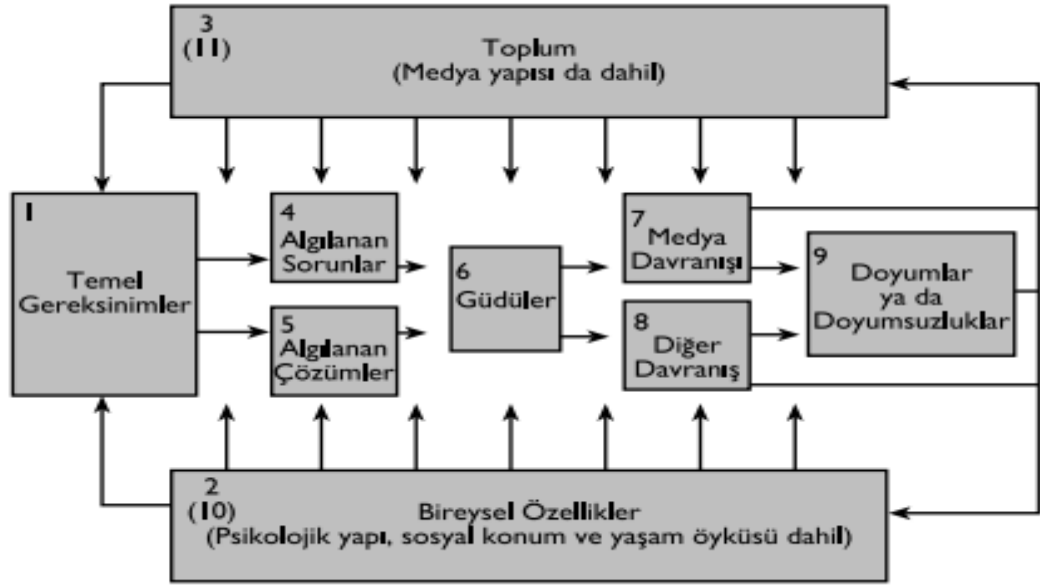 3
(11)
Toplum
(Medya yapısı da dahil)
1
Temel
Gereksinimler
4
Algılanan
Sorunlar
5
Algılanan
Çözümler
6
Güdüler
7
Medya
Davranışı
8
Diğer
Davranış
9
Doyumlar
ya da
Doyumsuzluklar
2
(10)
Bireysel Özellikler
(Psikolojik yapı, sosyal konum ve yaşam öyküsü dahil)